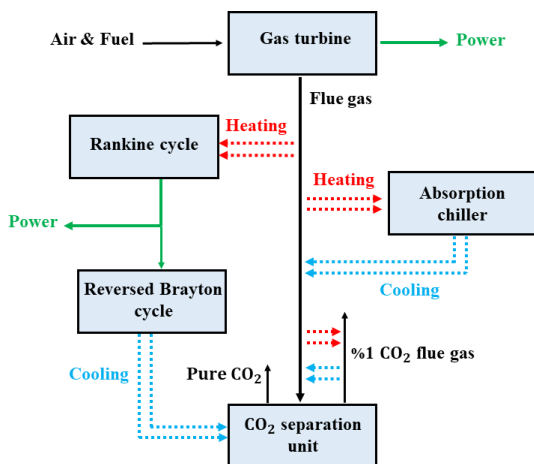 Air & Fuel
Gas turbine
Power
Flue gas
Heating
Rankine cycle
Heating
Absorption
chiller
Power
Cooling
Reversed Brayton
cycle
%1 CO₂ flue gas
Cooling
Pure CO₂
CO₂ separation
unit